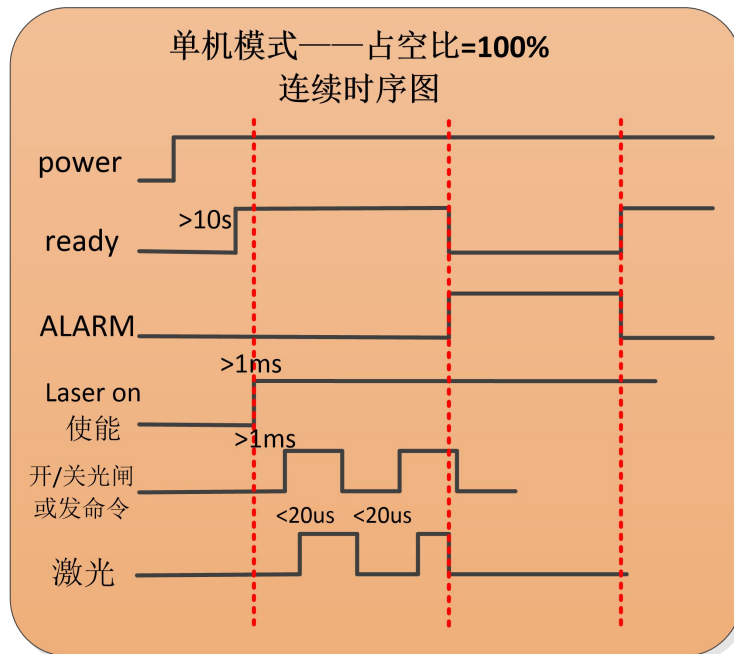 单机模式——占空比=100%
连续时序图
power
>10s
ready
ALARM
>1ms
Laser on
使能
>1ms
开/关光闸
或发命令
<20us <20us
激光